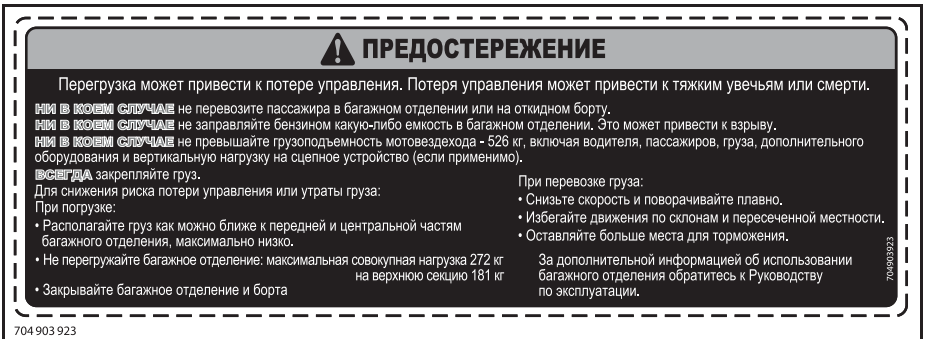 ПРЕДОСТЕРЕЖЕНИЕ
Перегрузка может привести к потере управления. Потеря управления может привести к тяжким увечьям или смерти.
НИ В КОЕМ СЛУЧАЕ не перевозите пассажира в багажном отделении или на откидном борту.
НИ В КОЕМ СЛУЧАЕ не заправляйте бензином какую-либо емкость в багажном отделении. Это может привести к взрыву.
НИ В КОЕМ СЛУЧАЕ не превышайте грузоподъемность мотовездехода - 526 кг, включая водителя, пассажиров, груза, дополнительного
оборудования и вертикальную нагрузку на сцепное устройство (если применимо).
ВСЕГДА закрепляйте груз.
Для снижения риска потери управления или утраты груза:
При погрузке:
• Располагайте груз как можно ближе к передней и центральной частям
багажного отделения, максимально низко.
• Не перегружайте багажное отделение: максимальная совокупная нагрузка 272 кг
на верхнюю секцию 181 кг
• Закрывайте багажное отделение и борта
При перевозке груза:
• Снизьте скорость и поворачивайте плавно.
• Избегайте движения по склонам и пересеченной местности.
• Оставляйте больше места для торможения.
За дополнительной информацией об использовании
багажного отделения обратитесь к Руководству
по эксплуатации.
704903923
704 903 923